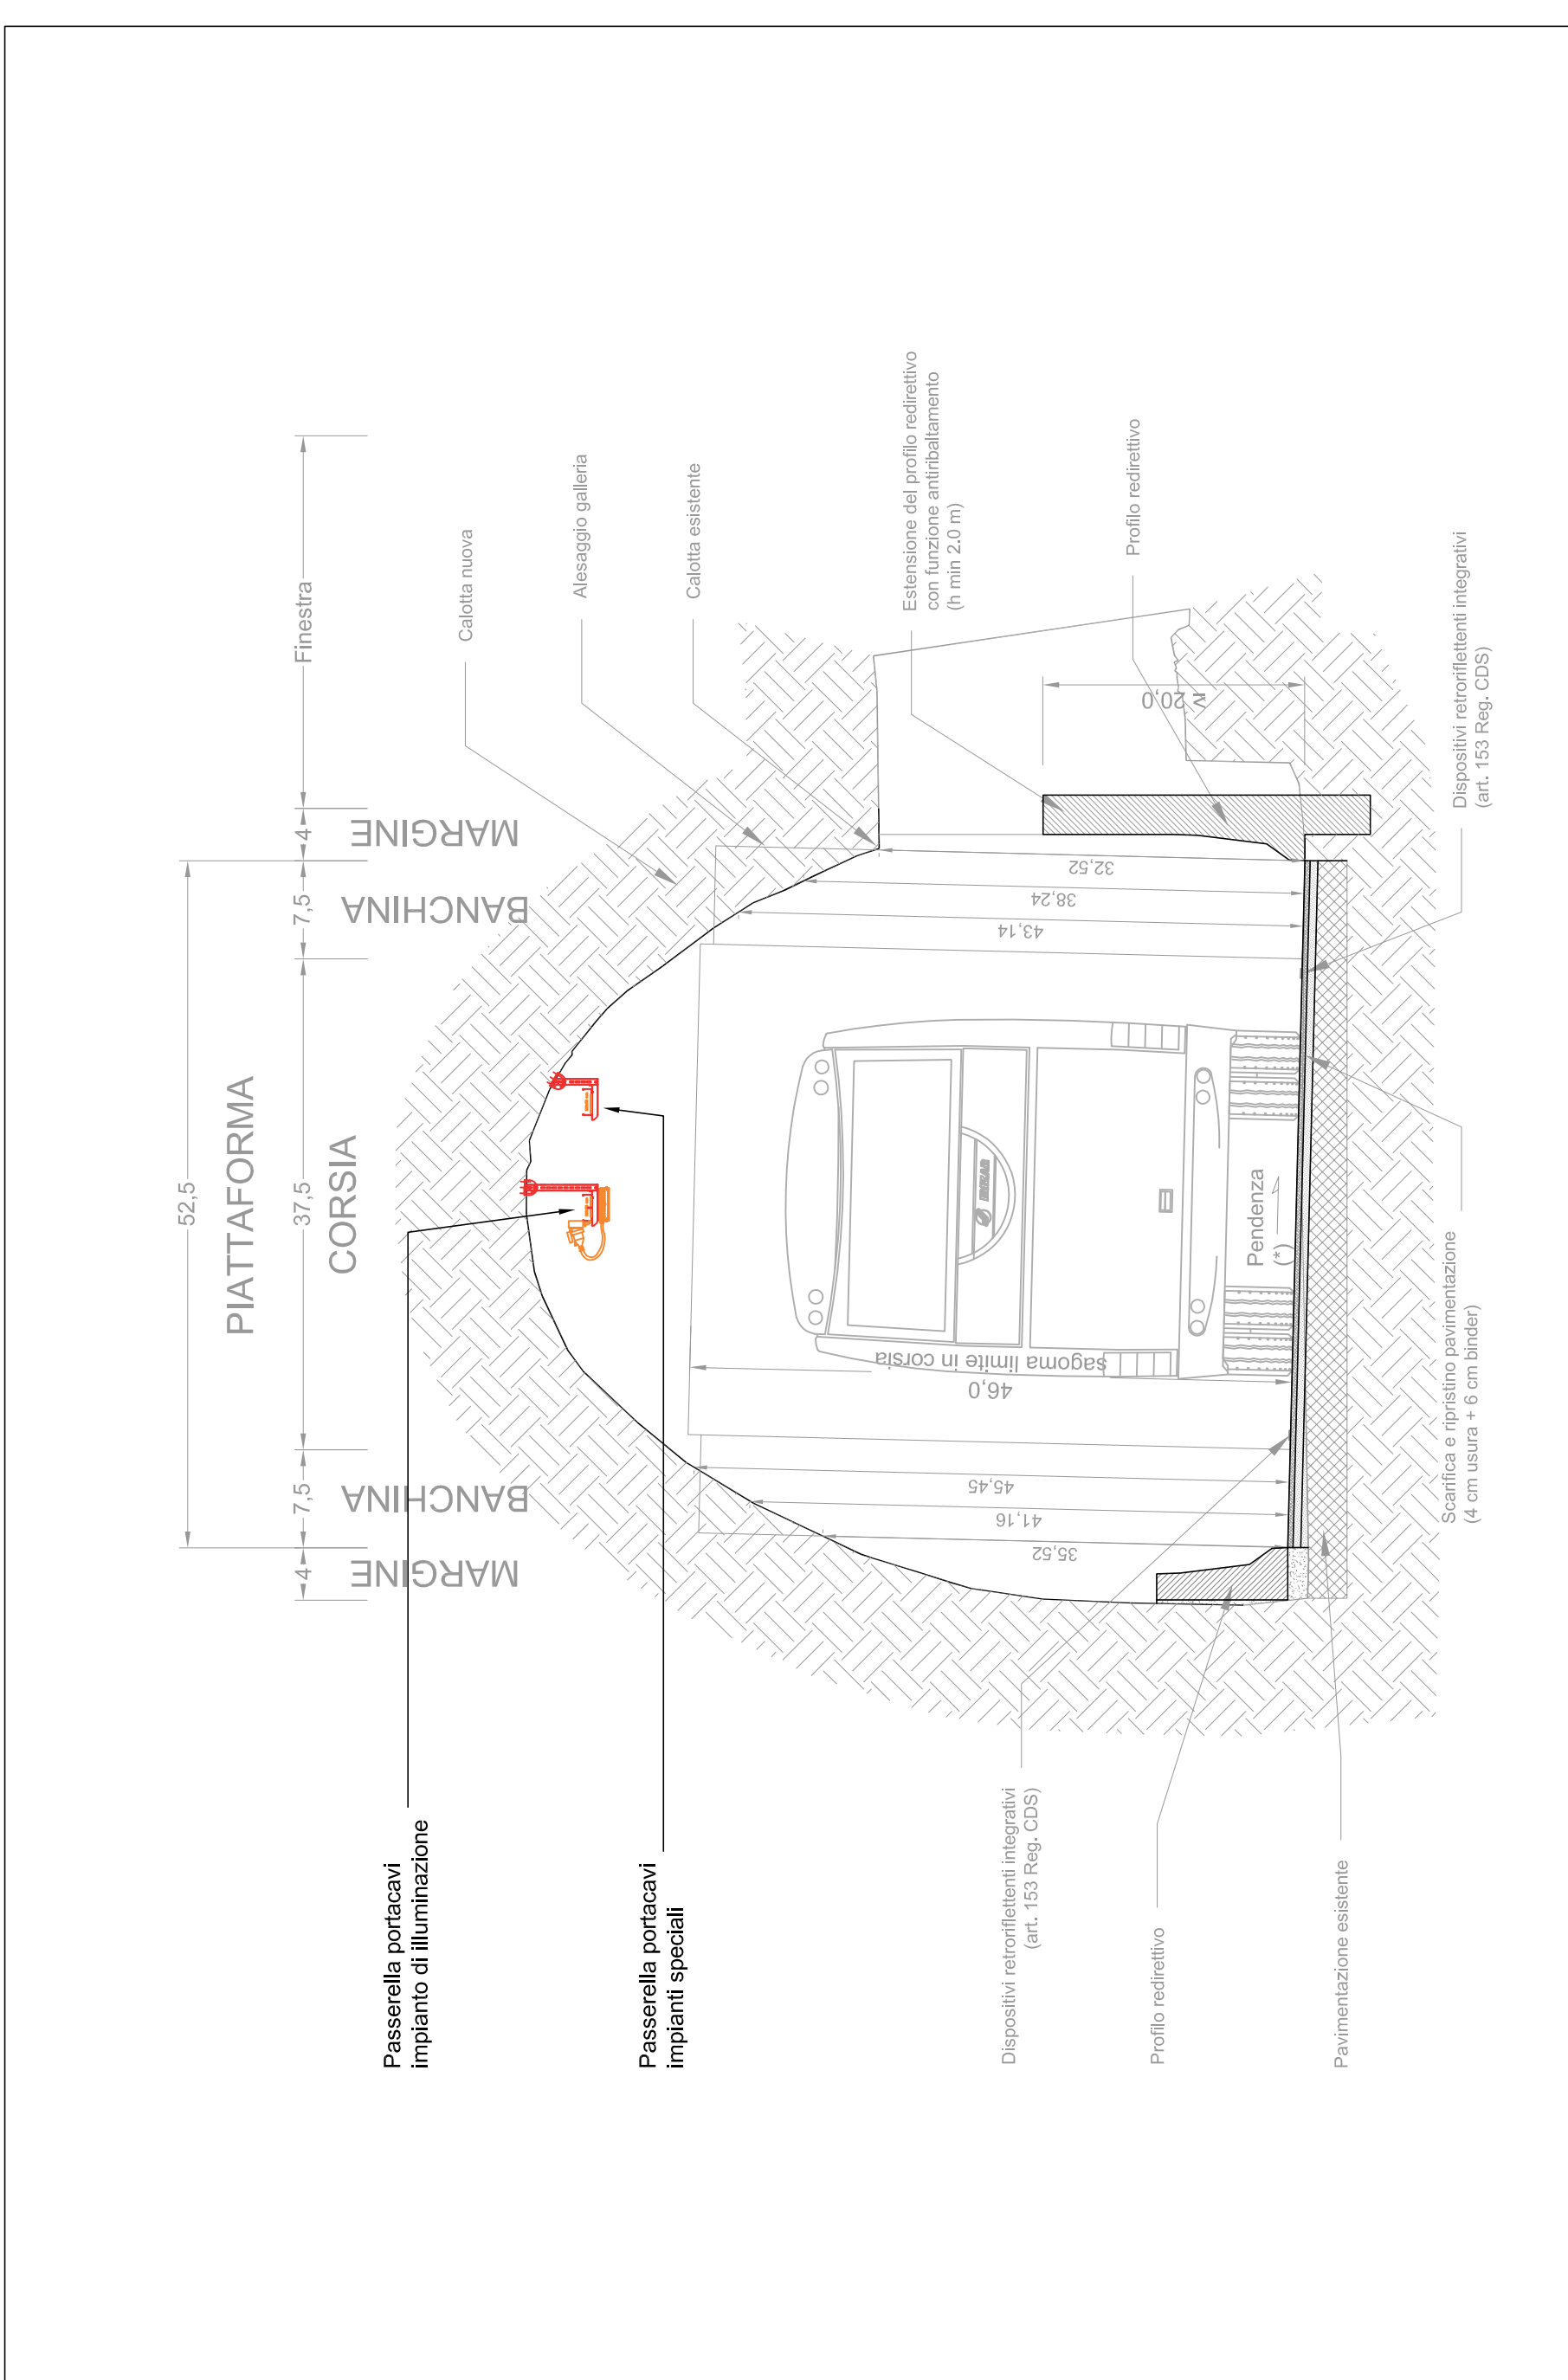 52,5
PIATTAFORMA
4
7,5
37,5
7,5
4
Finestra
MARGINE
BANCHINA
CORSIA
BANCHINA
MARGINE
Passerella portacavi
impianto di illuminazione
Passerella portacavi
impianti speciali
Calotta nuova
Alesaggio galleria
Calotta esistente
Estensione del profilo redirettivo
con funzione antiribaltamento
(h min 2.0 m)
Profilo redirettivo
≥ 20,0
35,52
41,16
45,45
46,0
sagoma limite in corsia
43,14
38,24
32,52
IRIZAR
Pendenza
(*)
Dispositivi retroriflettenti integrativi
(art. 153 Reg. CDS)
Profilo redirettivo
Pavimentazione esistente
Scarifica e ripristino pavimentazione
(4 cm usura + 6 cm binder)
Dispositivi retroriflettenti integrativi
(art. 153 Reg. CDS)